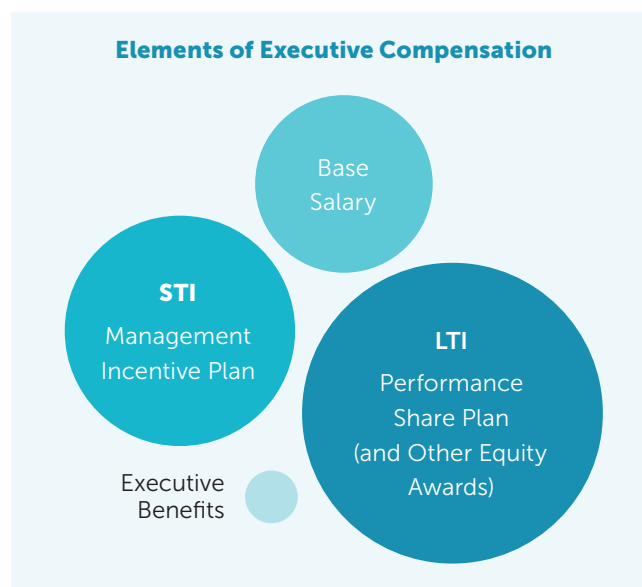 Elements of Executive Compensation
Base
Salary
STI
Management
Incentive Plan
LTI
Performance
Share Plan
(and Other Equity
Awards)
Executive
Benefits